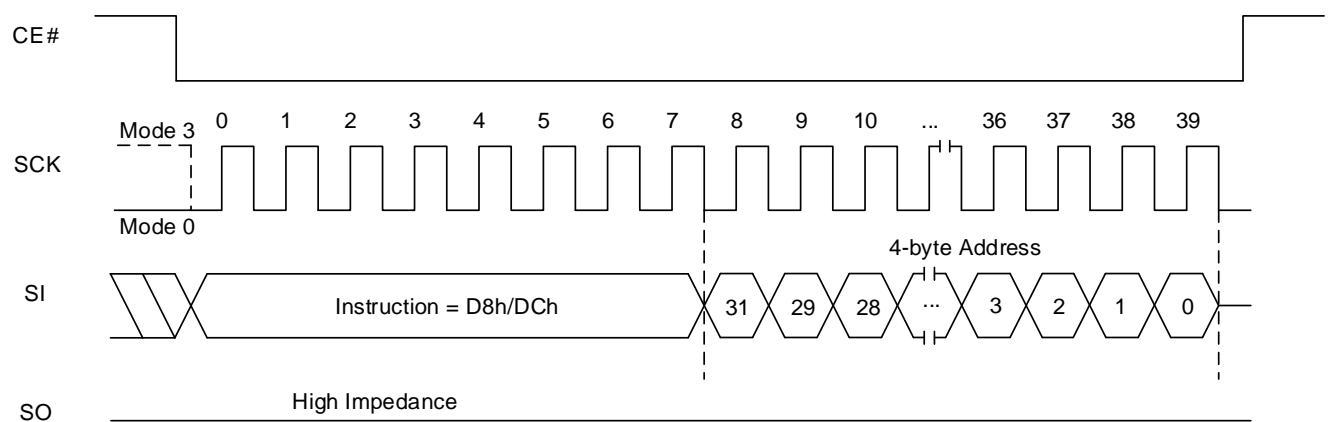 CE#
Mode 3 0 1 2 3 4 5 6 7 8 9 10 ... 36 37 38 39
SCK
Mode 0
4-byte Address
SI Instruction = D8h/DCh 31 29 28 ... 3 2 1 0
High Impedance
SO